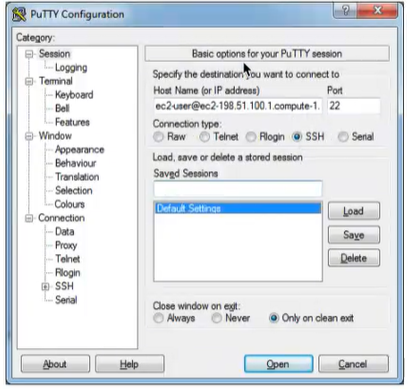 PuTTY Configuration
Category:
Session
Logging
Terminal
Keyboard
Bell
Features
Window
Appearance
Behaviour
Translation
Selection
Colours
Connection
Data
Proxy
Telnet
Rlogin
SSH
Serial
Basic options for your PuTTY session
Specify the destination you want to connect to
Host Name (or IP address) Port
ec2-user@ec2-198.51.100.1.compute-1. 22
Connection type:
Raw Telnet Rlogin SSH Serial
Load, save or delete a stored session
Saved Sessions
Default Settings
Load
Save
Delete
Close window on exit:
Always Never Only on clean exit
About Help Open Cancel